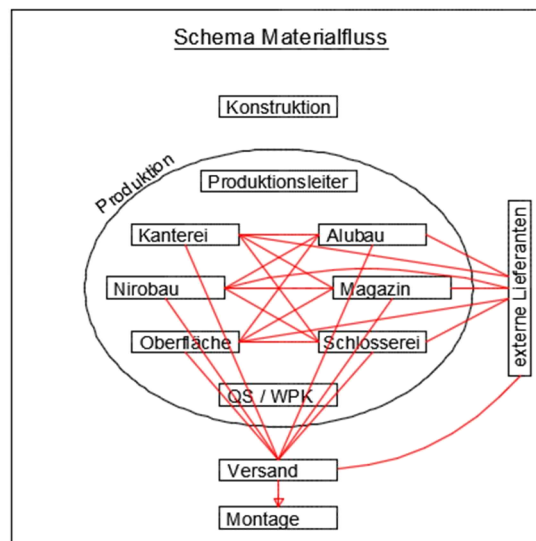 Schema Materialfluss
Konstruktion
Produktion
Produktionsleiter
Kanterei
Alubau
Nirobau
Magazin
Oberfläche
Schlosserei
externe Lieferanten
QS / WPK
Versand
Montage